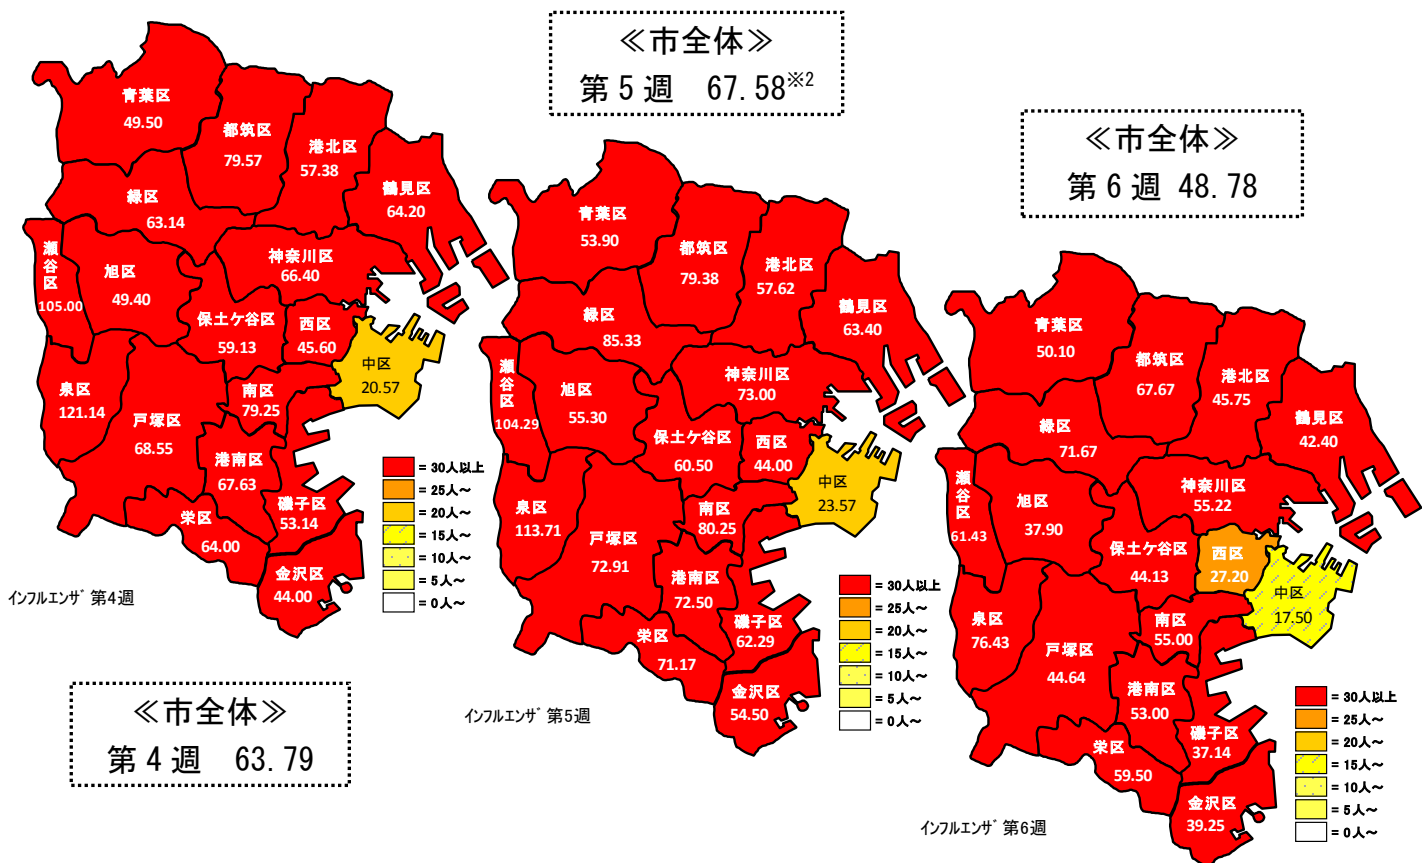 ≪市全体≫
第5週 67.58※2
≪市全体≫
第6週 48.78
青葉区
49.50
都筑区
79.57
港北区
57.38
鶴見区
64.20
緑区
63.14
瀬谷区
105.00
旭区
49.40
神奈川区
66.40
保土ケ谷区
59.13
西区
45.60
中区
20.57
泉区
121.14
戸塚区
68.55
南区
79.25
港南区
67.63
磯子区
53.14
栄区
64.00
金沢区
44.00
= 30人以上
= 25人～
= 20人～
= 15人～
= 10人～
= 5人～
= 0人～
インフルエンザ 第4週
≪市全体≫
第4週 63.79
青葉区
53.90
都筑区
79.38
港北区
57.62
鶴見区
63.40
緑区
85.33
瀬谷区
104.29
旭区
55.30
神奈川区
73.00
保土ケ谷区
60.50
西区
44.00
中区
23.57
泉区
113.71
戸塚区
72.91
南区
80.25
港南区
72.50
磯子区
62.29
栄区
71.17
金沢区
54.50
= 30人以上
= 25人～
= 20人～
= 15人～
= 10人～
= 5人～
= 0人～
インフルエンザ 第5週
青葉区
50.10
都筑区
67.67
港北区
45.75
鶴見区
42.40
緑区
71.67
瀬谷区
61.43
旭区
37.90
神奈川区
55.22
保土ケ谷区
44.13
西区
27.20
中区
17.50
泉区
76.43
戸塚区
44.64
南区
55.00
港南区
53.00
磯子区
37.14
栄区
59.50
金沢区
39.25
= 30人以上
= 25人～
= 20人～
= 15人～
= 10人～
= 5人～
= 0人～
インフルエンザ 第6週